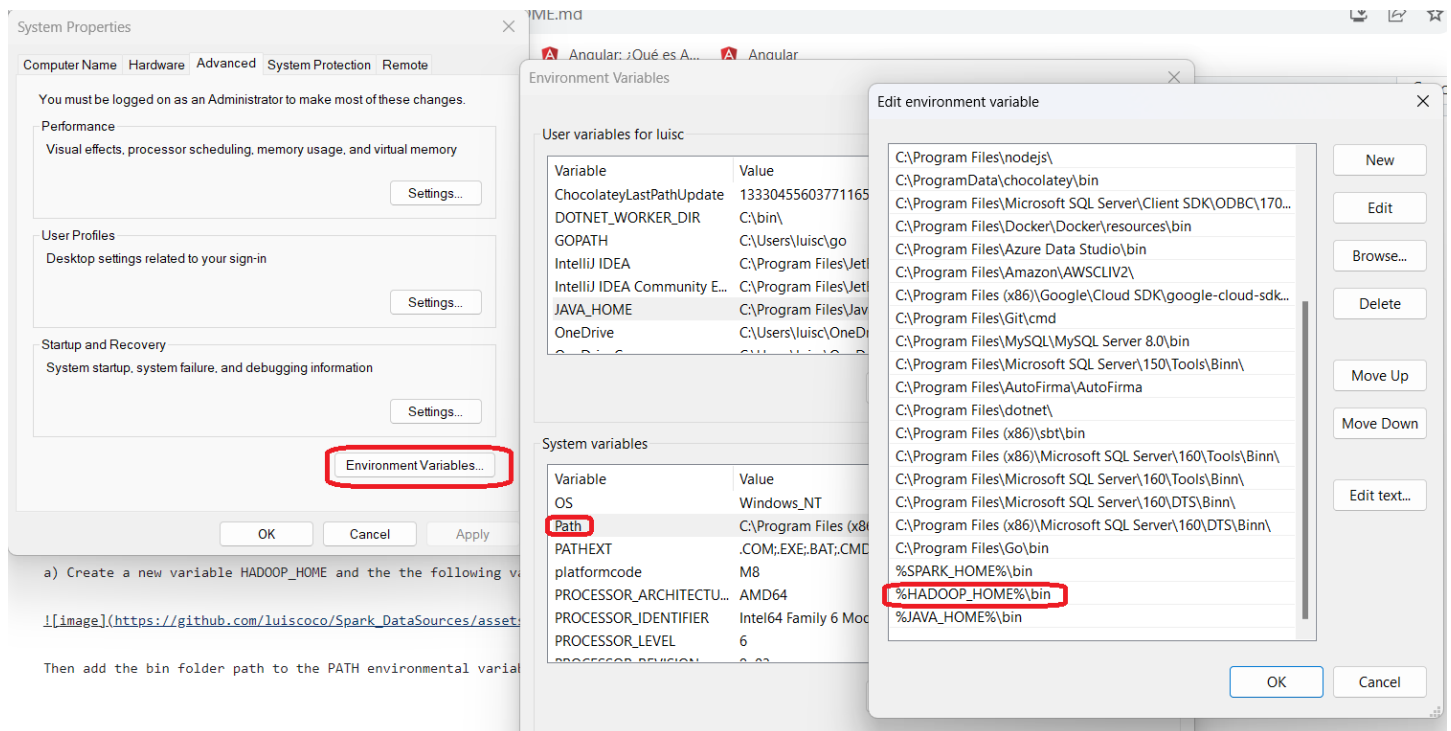 System Properties
Computer Name Hardware Advanced System Protection Remote
You must be logged on as an Administrator to make most of these changes.
Performance
Visual effects, processor scheduling, memory usage, and virtual memory
Settings...
User Profiles
Desktop settings related to your sign-in
Settings...
Startup and Recovery
System startup, system failure, and debugging information
Settings...
Environment Variables...
OK Cancel Apply
a) Create a new variable HADOOP_HOME and the the following
![image](https://github.com/luiscoco/Spark_DataSources/assets
Then add the bin folder path to the PATH environmental
OME.md
Angular: ¿Qué es A... Angular
Environment Variables
User variables for luisc
Variable Value
ChocolateyLastPathUpdate 13330455603771165
DOTNET_WORKER_DIR C:\bin\
GOPATH C:\Users\luisc\go
IntelliJ IDEA C:\Program Files\Jetl
IntelliJ IDEA Community E... C:\Program Files\Jetl
JAVA_HOME C:\Program Files\Jav
OneDrive C:\Users\luisc\OneDr
System variables
Variable Value
OS Windows_NT
Path C:\Program Files (x86
PATHEXT .COM;.EXE;.BAT;.CMD
platformcode M8
PROCESSOR_ARCHITECTU... AMD64
PROCESSOR_IDENTIFIER Intel64 Family 6 Moc
PROCESSOR_LEVEL 6
Edit environment variable
C:\Program Files\nodejs\
C:\ProgramData\chocolatey\bin
C:\Program Files\Microsoft SQL Server\Client SDK\ODBC\170...
C:\Program Files\Docker\Docker\resources\bin
C:\Program Files\Azure Data Studio\bin
C:\Program Files\Amazon\AWSCLIV2\
C:\Program Files (x86)\Google\Cloud SDK\google-cloud-sdk...
C:\Program Files\Git\cmd
C:\Program Files\MySQL\MySQL Server 8.0\bin
C:\Program Files\Microsoft SQL Server\150\Tools\Binn\
C:\Program Files\AutoFirma\AutoFirma
C:\Program Files\dotnet\
C:\Program Files (x86)\sbt\bin
C:\Program Files (x86)\Microsoft SQL Server\160\Tools\Binn\
C:\Program Files\Microsoft SQL Server\160\Tools\Binn\
C:\Program Files\Microsoft SQL Server\160\DTS\Binn\
C:\Program Files (x86)\Microsoft SQL Server\160\DTS\Binn\
C:\Program Files\Go\bin
%SPARK_HOME%\bin
%HADOOP_HOME%\bin
%JAVA_HOME%\bin
New
Edit
Browse...
Delete
Move Up
Move Down
Edit text...
OK Cancel